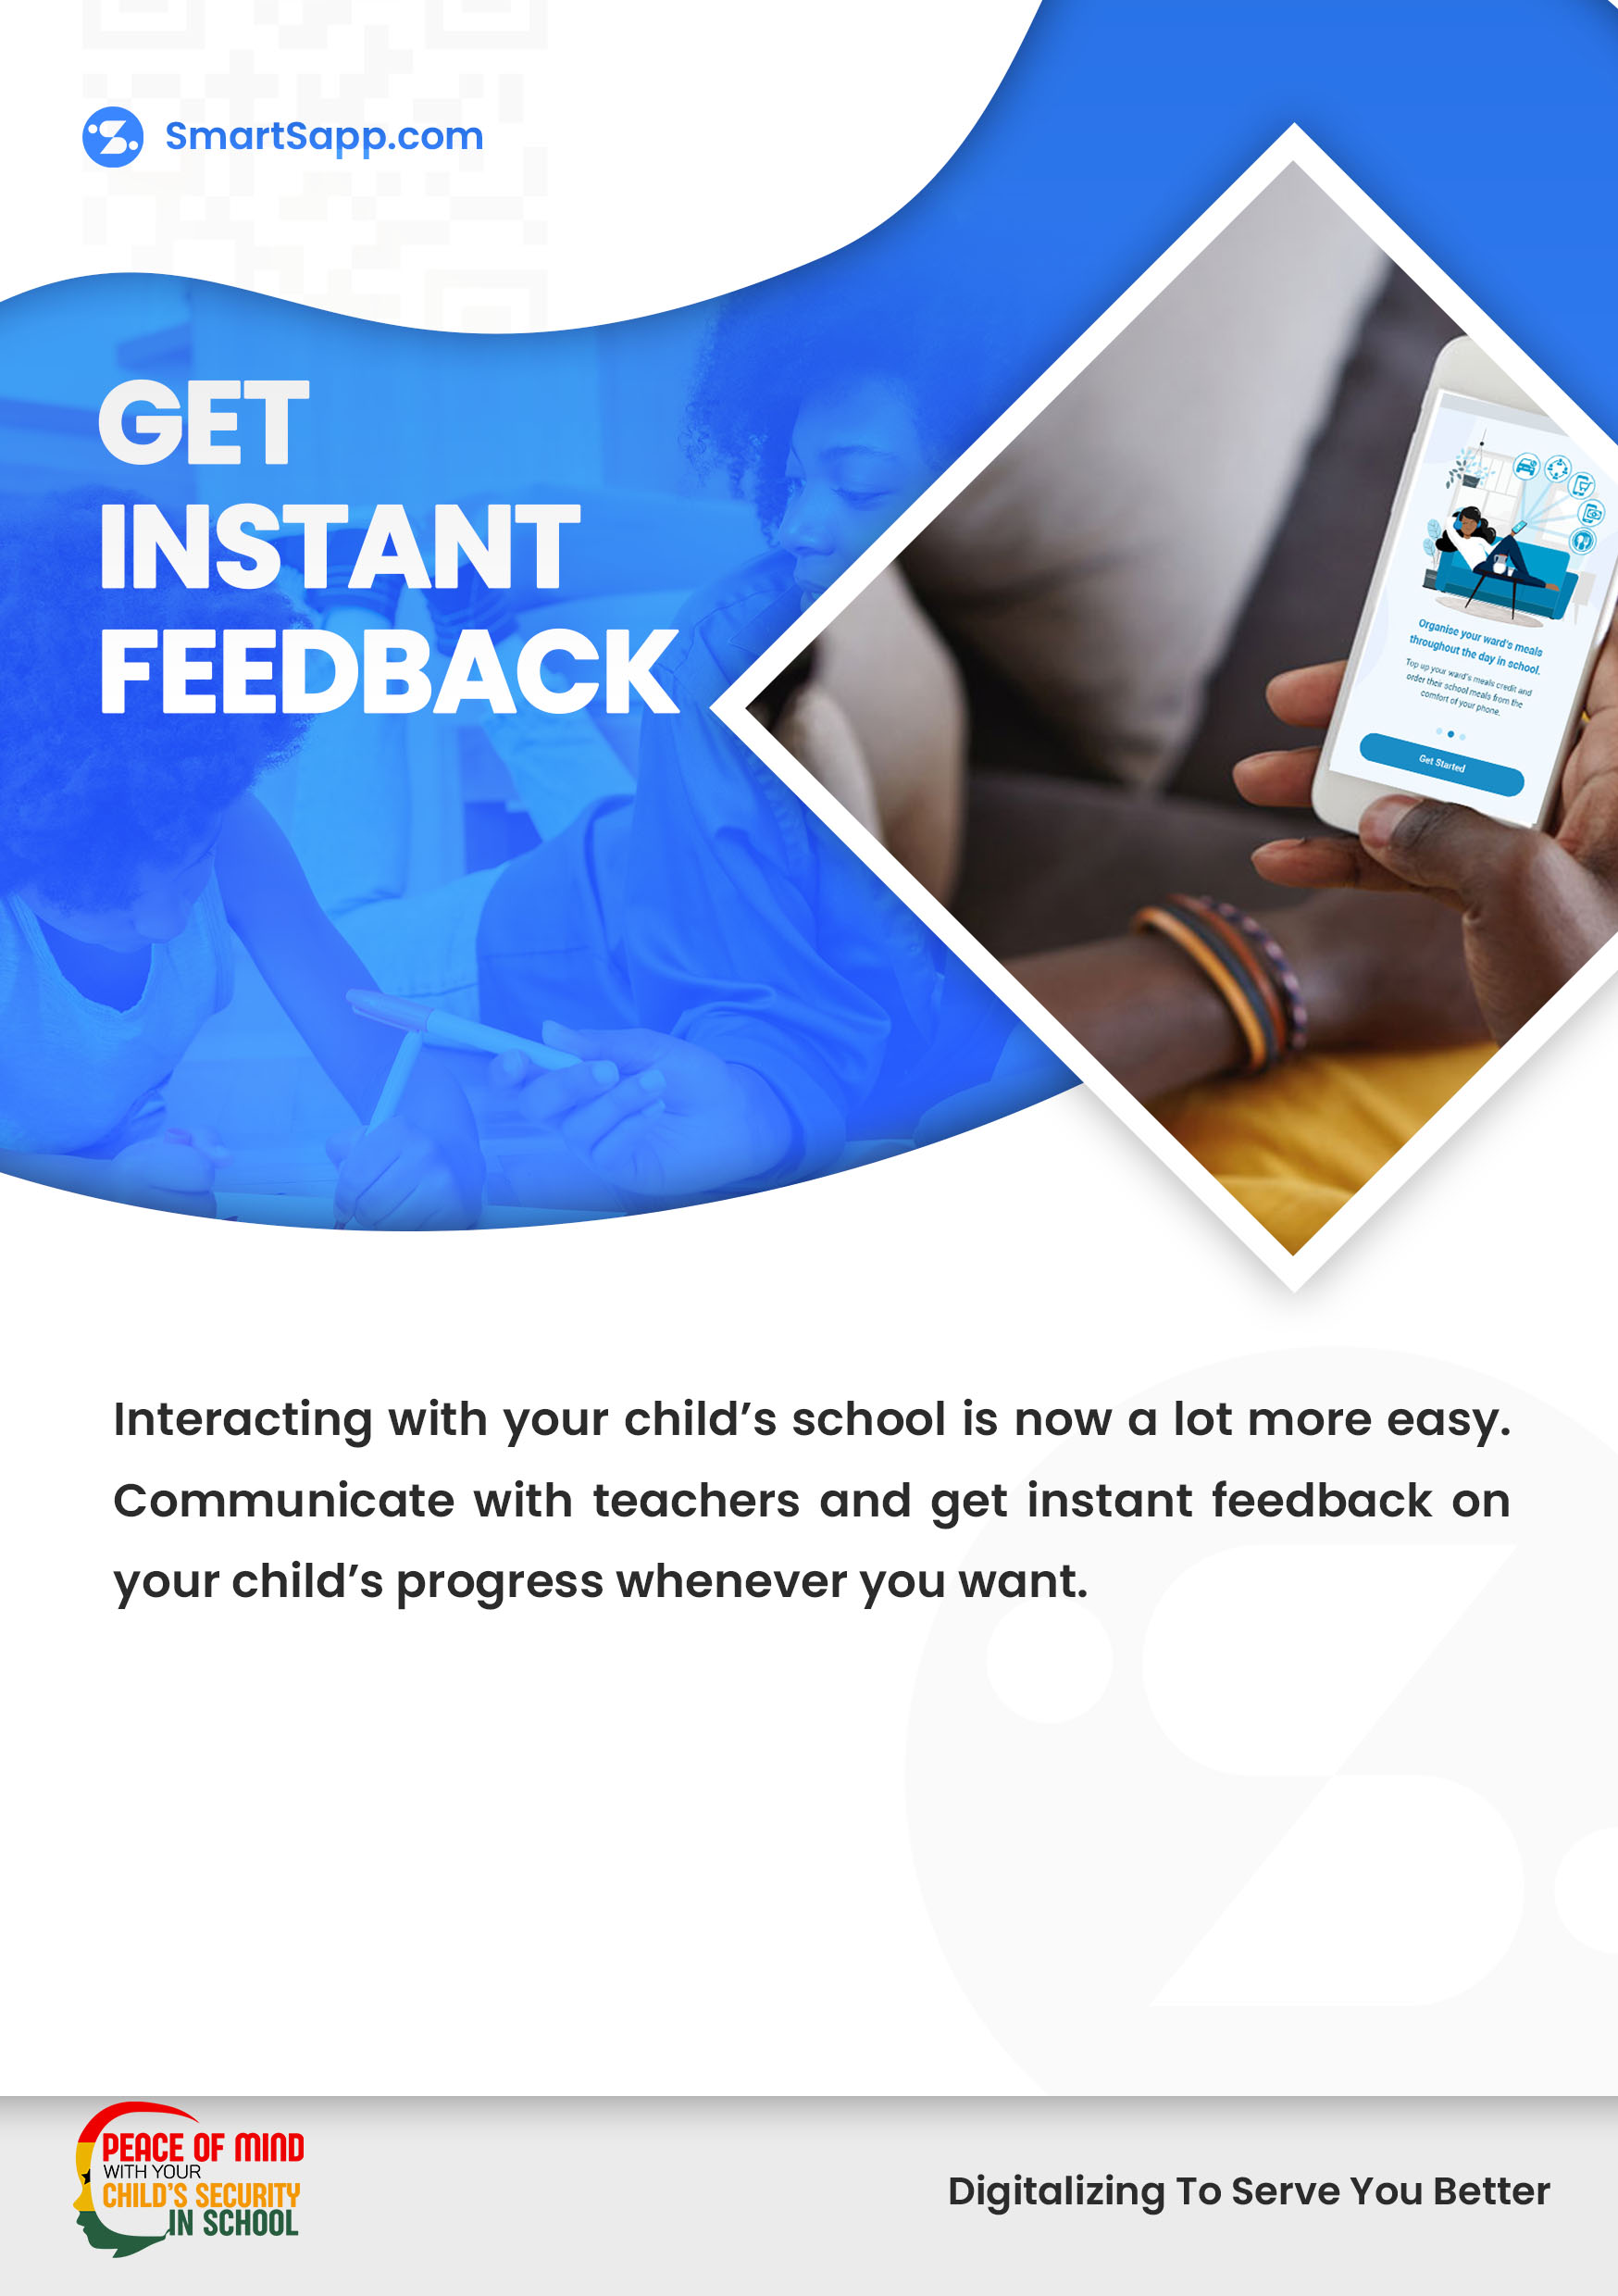 SmartSapp.com
GET
INSTANT
FEEDBACK
Organise your ward's meals
throughout the day in school.
Top up your ward's meals credit and
order their school meals from the
comfort of your phone.
Get Started
Interacting with your child’s school is now a lot more easy.
Communicate with teachers and get instant feedback on
your child’s progress whenever you want.
PEACE OF MIND
WITH YOUR
CHILD'S SECURITY
IN SCHOOL
Digitalizing To Serve You Better